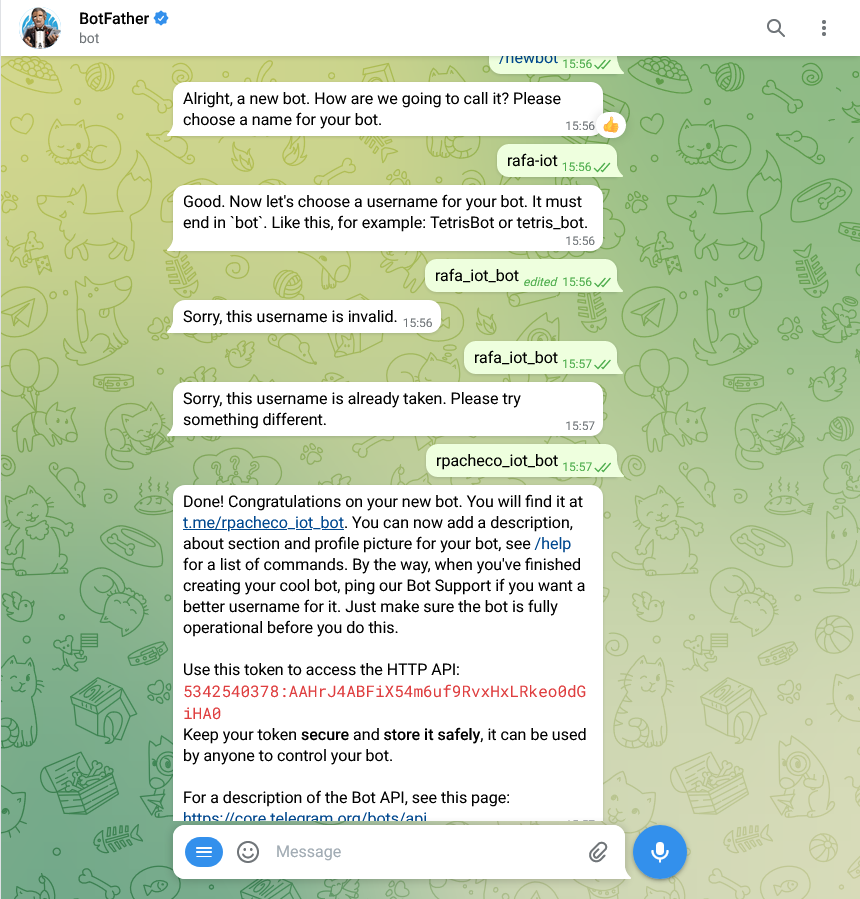 BotFather
bot
/newbot 15:56
Alright, a new bot. How are we going to call it? Please
choose a name for your bot.
15:56
rafa-iot 15:56
Good. Now let's choose a username for your bot. It must
end in `bot`. Like this, for example: TetrisBot or tetris_bot.
15:56
rafa_iot_bot edited 15:56
Sorry, this username is invalid. 15:56
rafa_iot_bot 15:57
Sorry, this username is already taken. Please try
something different.
15:57
rpacheco_iot_bot 15:57
Done! Congratulations on your new bot. You will find it at
t.me/rpacheco_iot_bot. You can now add a description,
about section and profile picture for your bot, see /help
for a list of commands. By the way, when you've finished
creating your cool bot, ping our Bot Support if you want a
better username for it. Just make sure the bot is fully
operational before you do this.
Use this token to access the HTTP API:
5342540378:AAHrJ4ABFiX54m6uf9RvxHxLRkeo0dG
iHA0
Keep your token secure and store it safely, it can be used
by anyone to control your bot.
For a description of the Bot API, see this page:
https://core.telegram.org/bots/api
Message